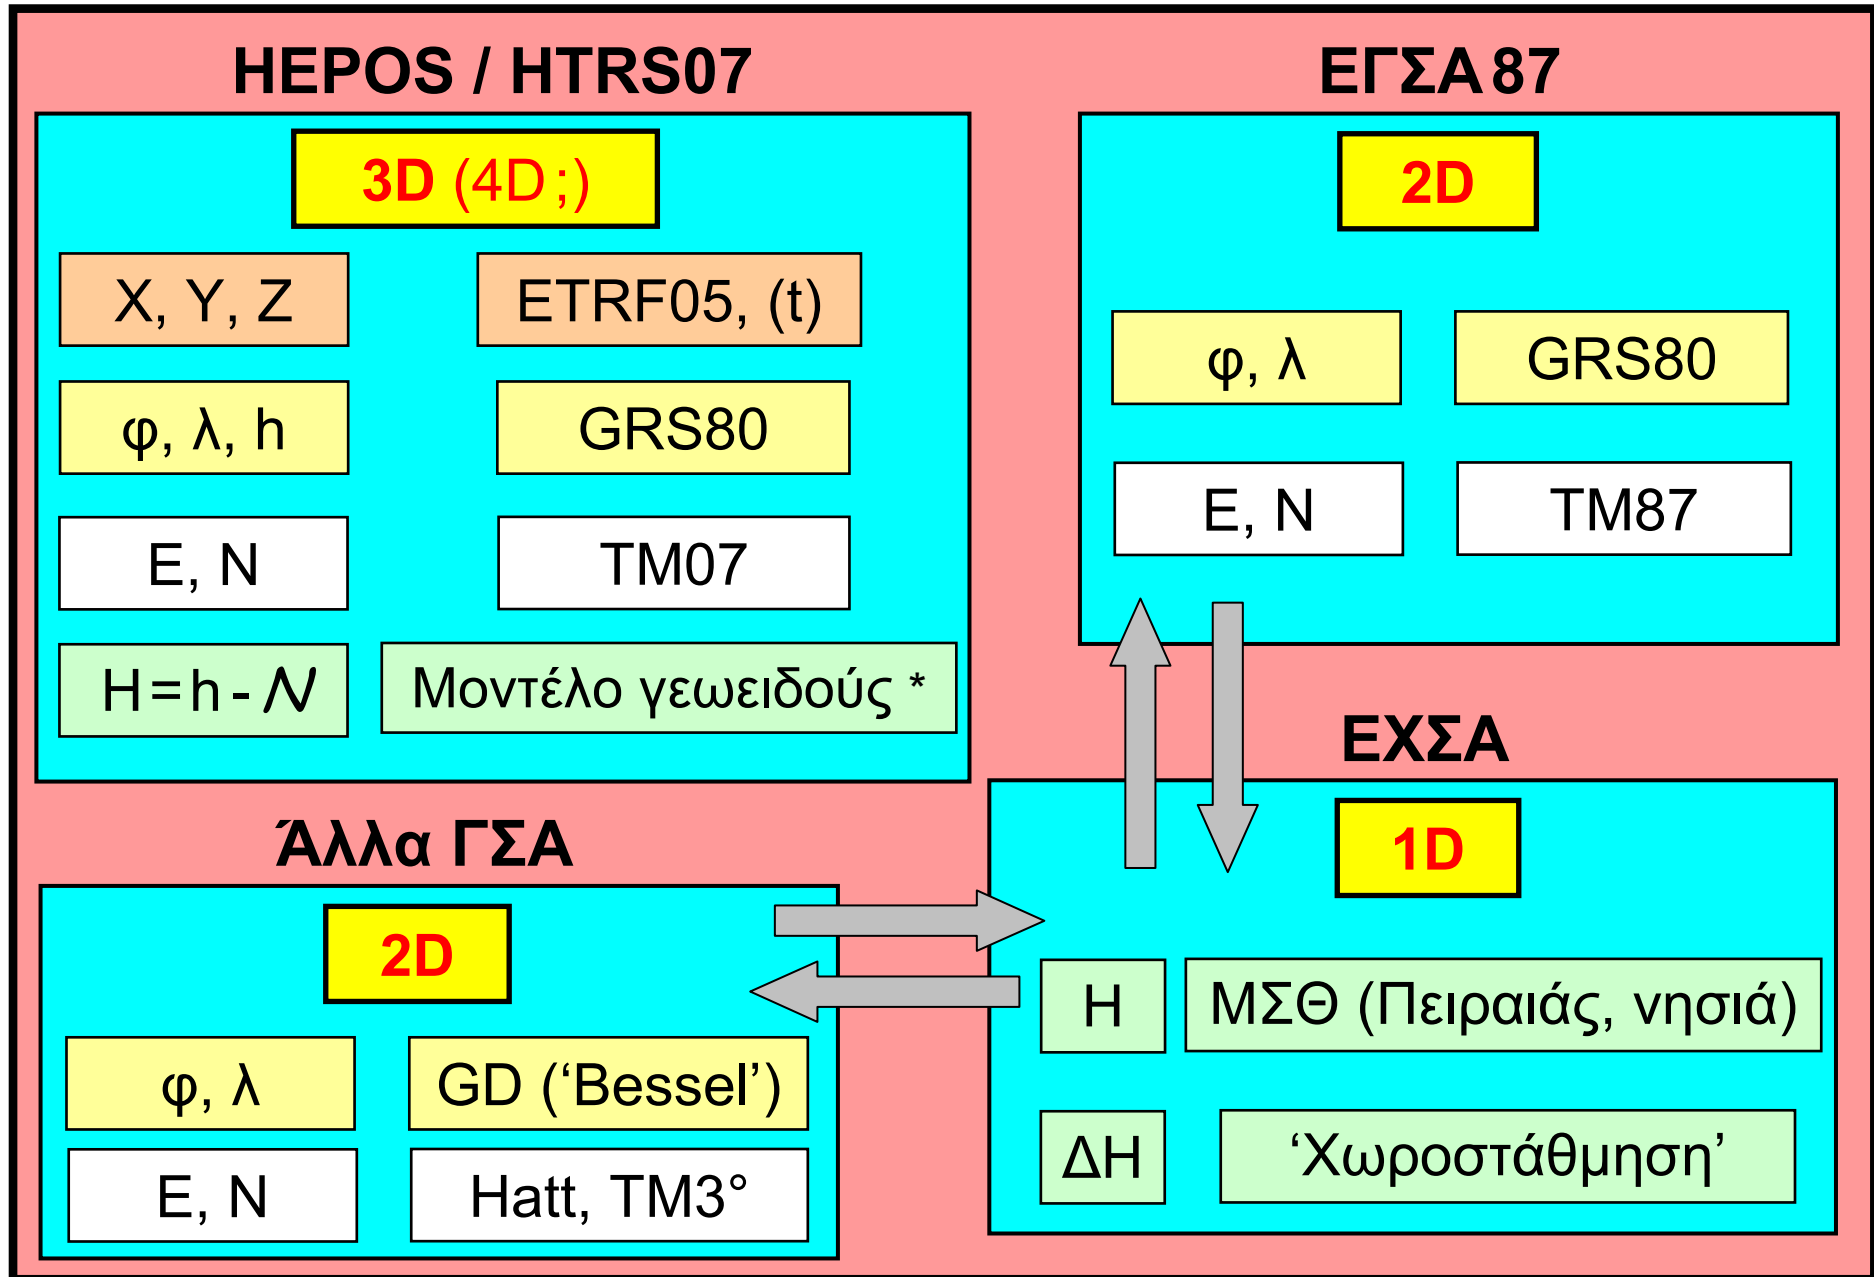 HEPOS / HTRS07
3D (4D;)
X, Y, Z
ETRF05, (t)
φ, λ, h
GRS80
E, N
TM07
H=h-N
Μοντέλο γεωειδούς *
ΕΓΣΑ87
2D
φ, λ
GRS80
E, N
TM87
Άλλα ΓΣΑ
2D
φ, λ
GD (‘Bessel’)
E, N
Hatt, TM3°
ΕΧΣΑ
1D
H
ΜΣΘ (Πειραιάς, νησιά)
ΔΗ
‘Χωροστάθμηση’